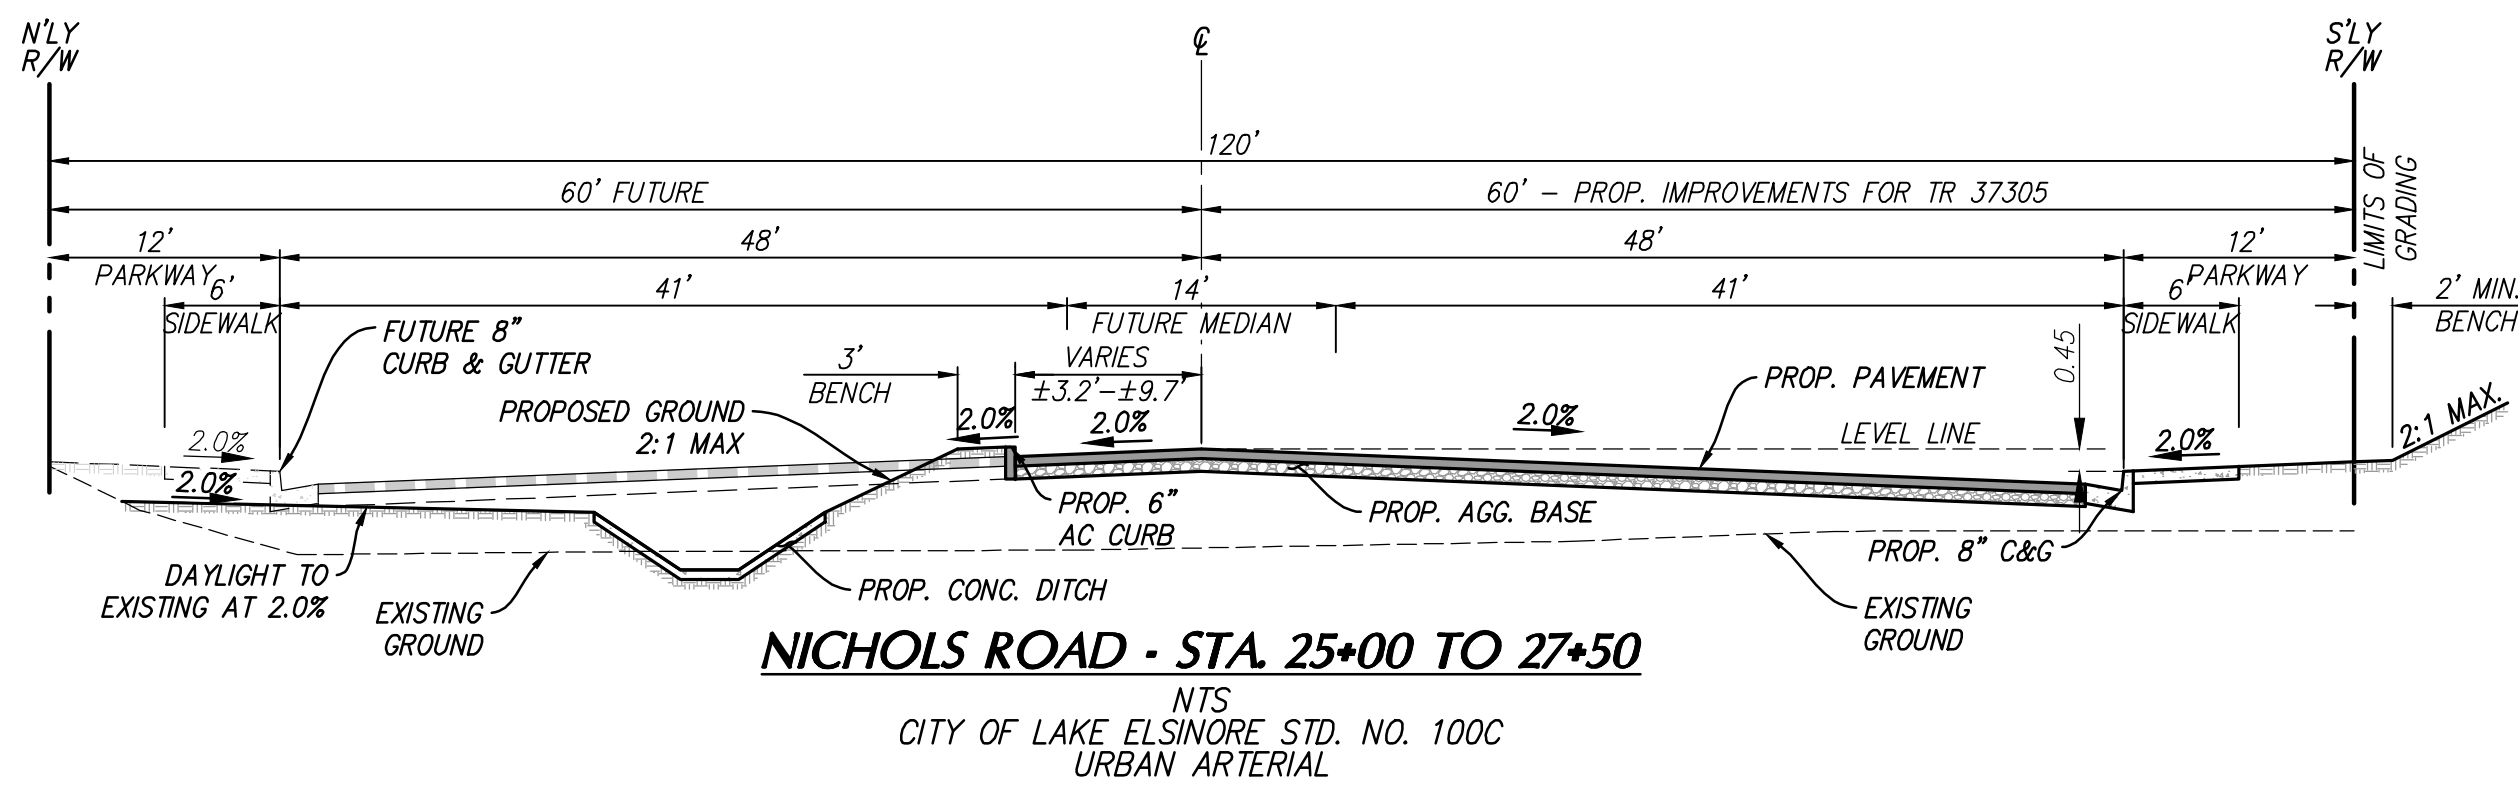 N'LY
R/W
℄
S'LY
R/W
120'
60' FUTURE
60' - PROP. IMPROVEMENTS FOR TR 37305
LIMITS OF
GRADING
12'
PARKWAY
48'
48'
12'
PARKWAY
6'
SIDEWALK
41'
14'
FUTURE MEDIAN
41'
6'
SIDEWALK
2' MIN.
BENCH
FUTURE 8"
CURB & GUTTER
3'
BENCH
VARIES
±3.2'-±9.7'
0.45
PROP. PAVEMENT
PROPOSED GROUND
2:1 MAX
2.0%
2.0%
2.0%
LEVEL LINE
2.0%
2:1 MAX.
2.0%
2.0%
PROP. 6"
AC CURB
PROP. AGG. BASE
PROP. 8" C&G
DAYLIGHT TO
EXISTING AT 2.0%
EXISTING
GROUND
PROP. CONC. DITCH
EXISTING
GROUND
NICHOLS ROAD - STA. 25+00 TO 27+50
NTS
CITY OF LAKE ELSINORE STD. NO. 100C
URBAN ARTERIAL